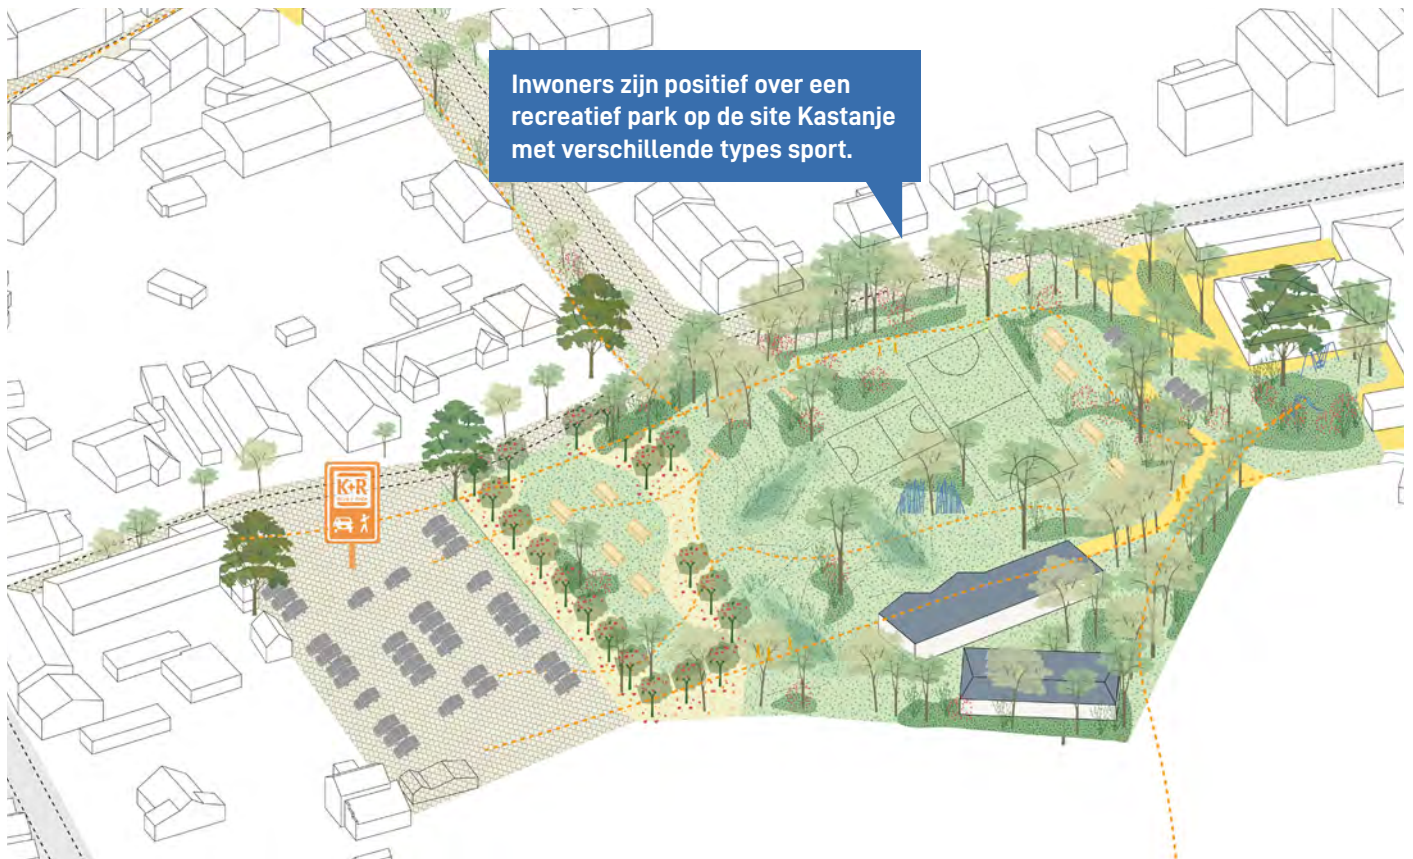 Inwoners zijn positief over een
recreatief park op de site Kastanje
met verschillende types sport.
K+R